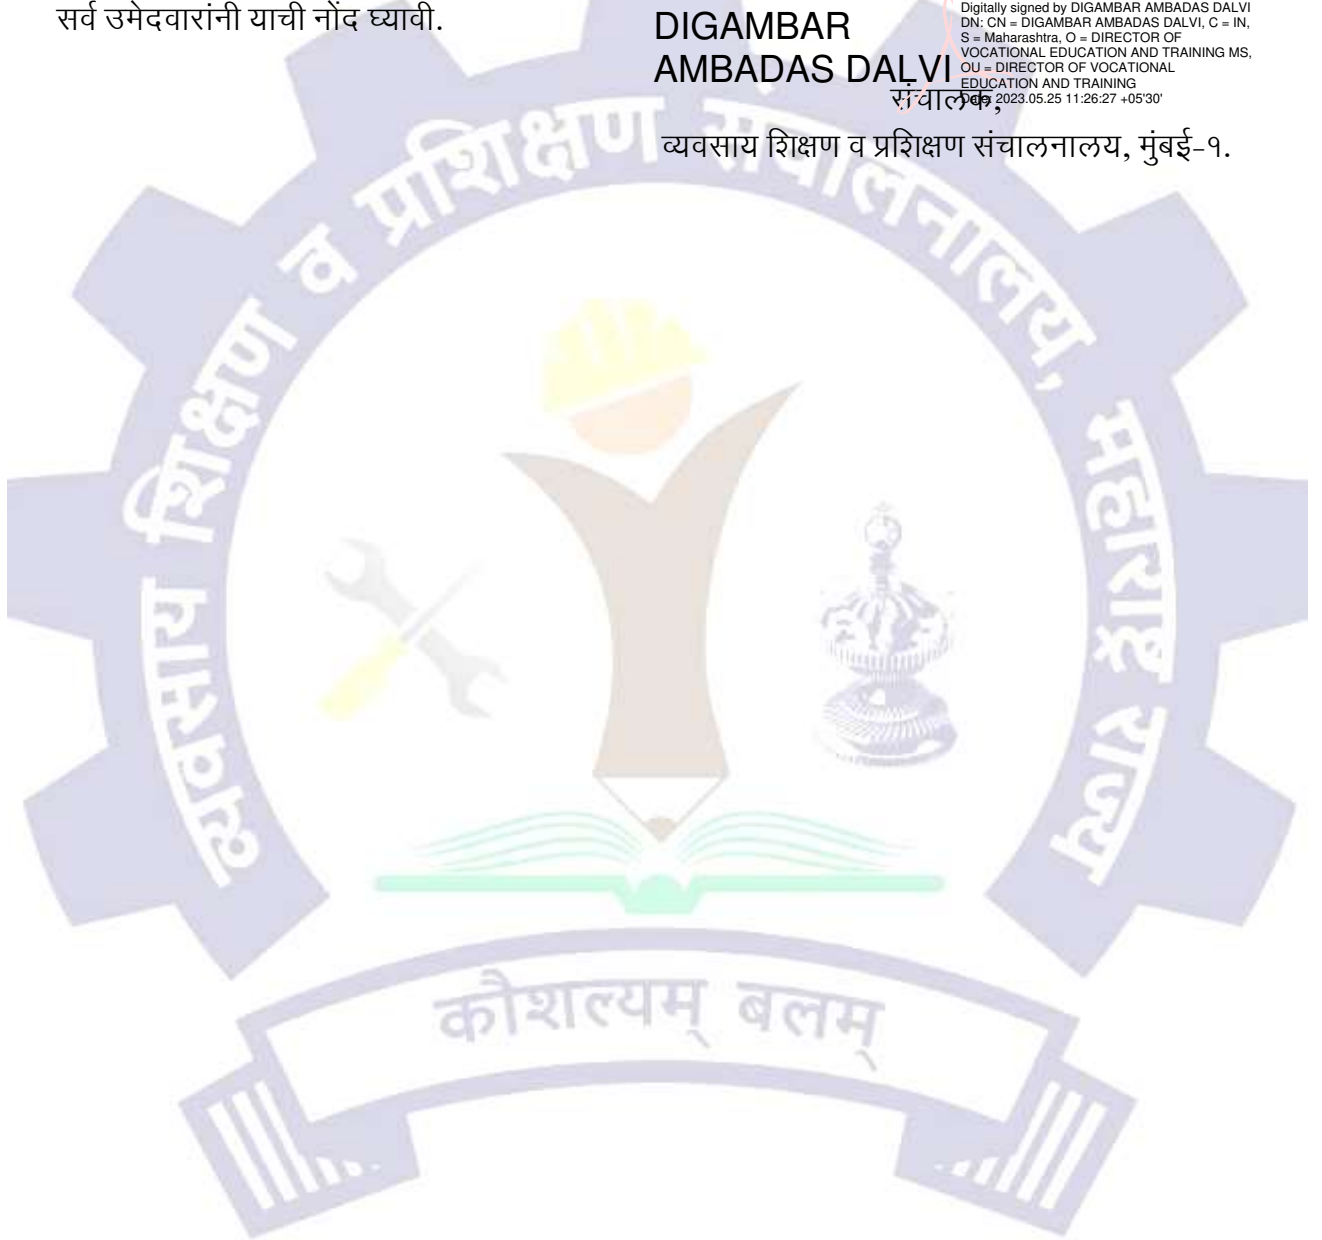 सर्व उमेदवारांनी याची नोंद घ्यावी.
DIGAMBAR
AMBADAS DALVI
Digitally signed by DIGAMBAR AMBADAS DALVI
DN: CN = DIGAMBAR AMBADAS DALVI, C = IN,
S = Maharashtra, O = DIRECTOR OF
VOCATIONAL EDUCATION AND TRAINING MS,
OU = DIRECTOR OF VOCATIONAL
EDUCATION AND TRAINING
Date: 2023.05.25 11:26:27 +05'30'
संचालक,
व्यवसाय शिक्षण व प्रशिक्षण संचालनालय, मुंबई-१.
व्यवसाय शिक्षण व प्रशिक्षण संचालनालय, महाराष्ट्र राज्य
कौशल्यम् बलम्